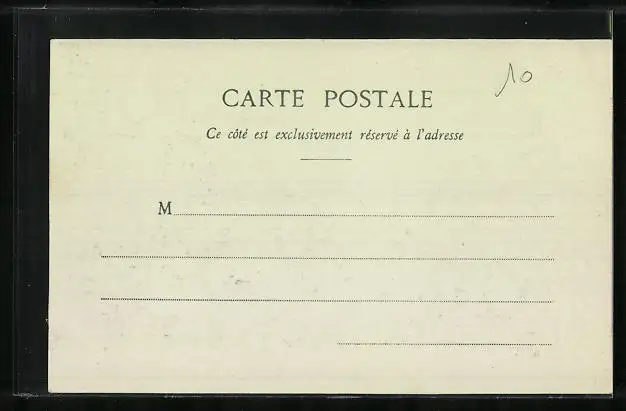 10
CARTE POSTALE
Ce côté est exclusivement réservé à l'adresse
M